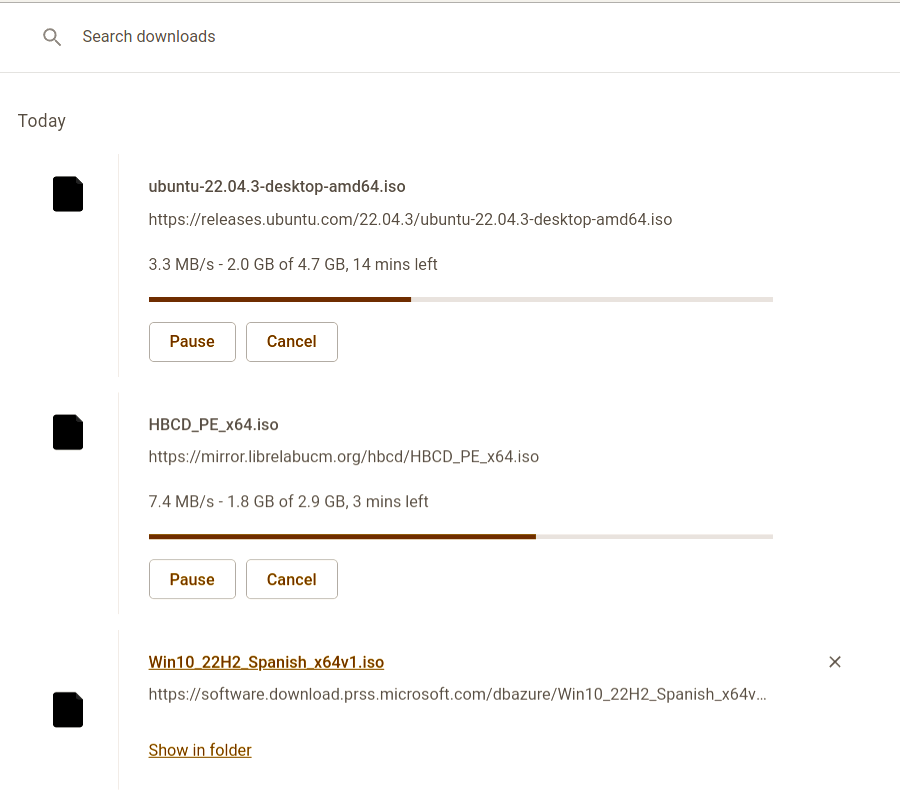 Search downloads
Today
ubuntu-22.04.3-desktop-amd64.iso
https://releases.ubuntu.com/22.04.3/ubuntu-22.04.3-desktop-amd64.iso
3.3 MB/s - 2.0 GB of 4.7 GB, 14 mins left
Pause Cancel
HBCD_PE_x64.iso
https://mirror.librelabucm.org/hbcd/HBCD_PE_x64.iso
7.4 MB/s - 1.8 GB of 2.9 GB, 3 mins left
Pause Cancel
Win10_22H2_Spanish_x64v1.iso
https://software.download.prss.microsoft.com/dbazure/Win10_22H2_Spanish_x64v…
Show in folder